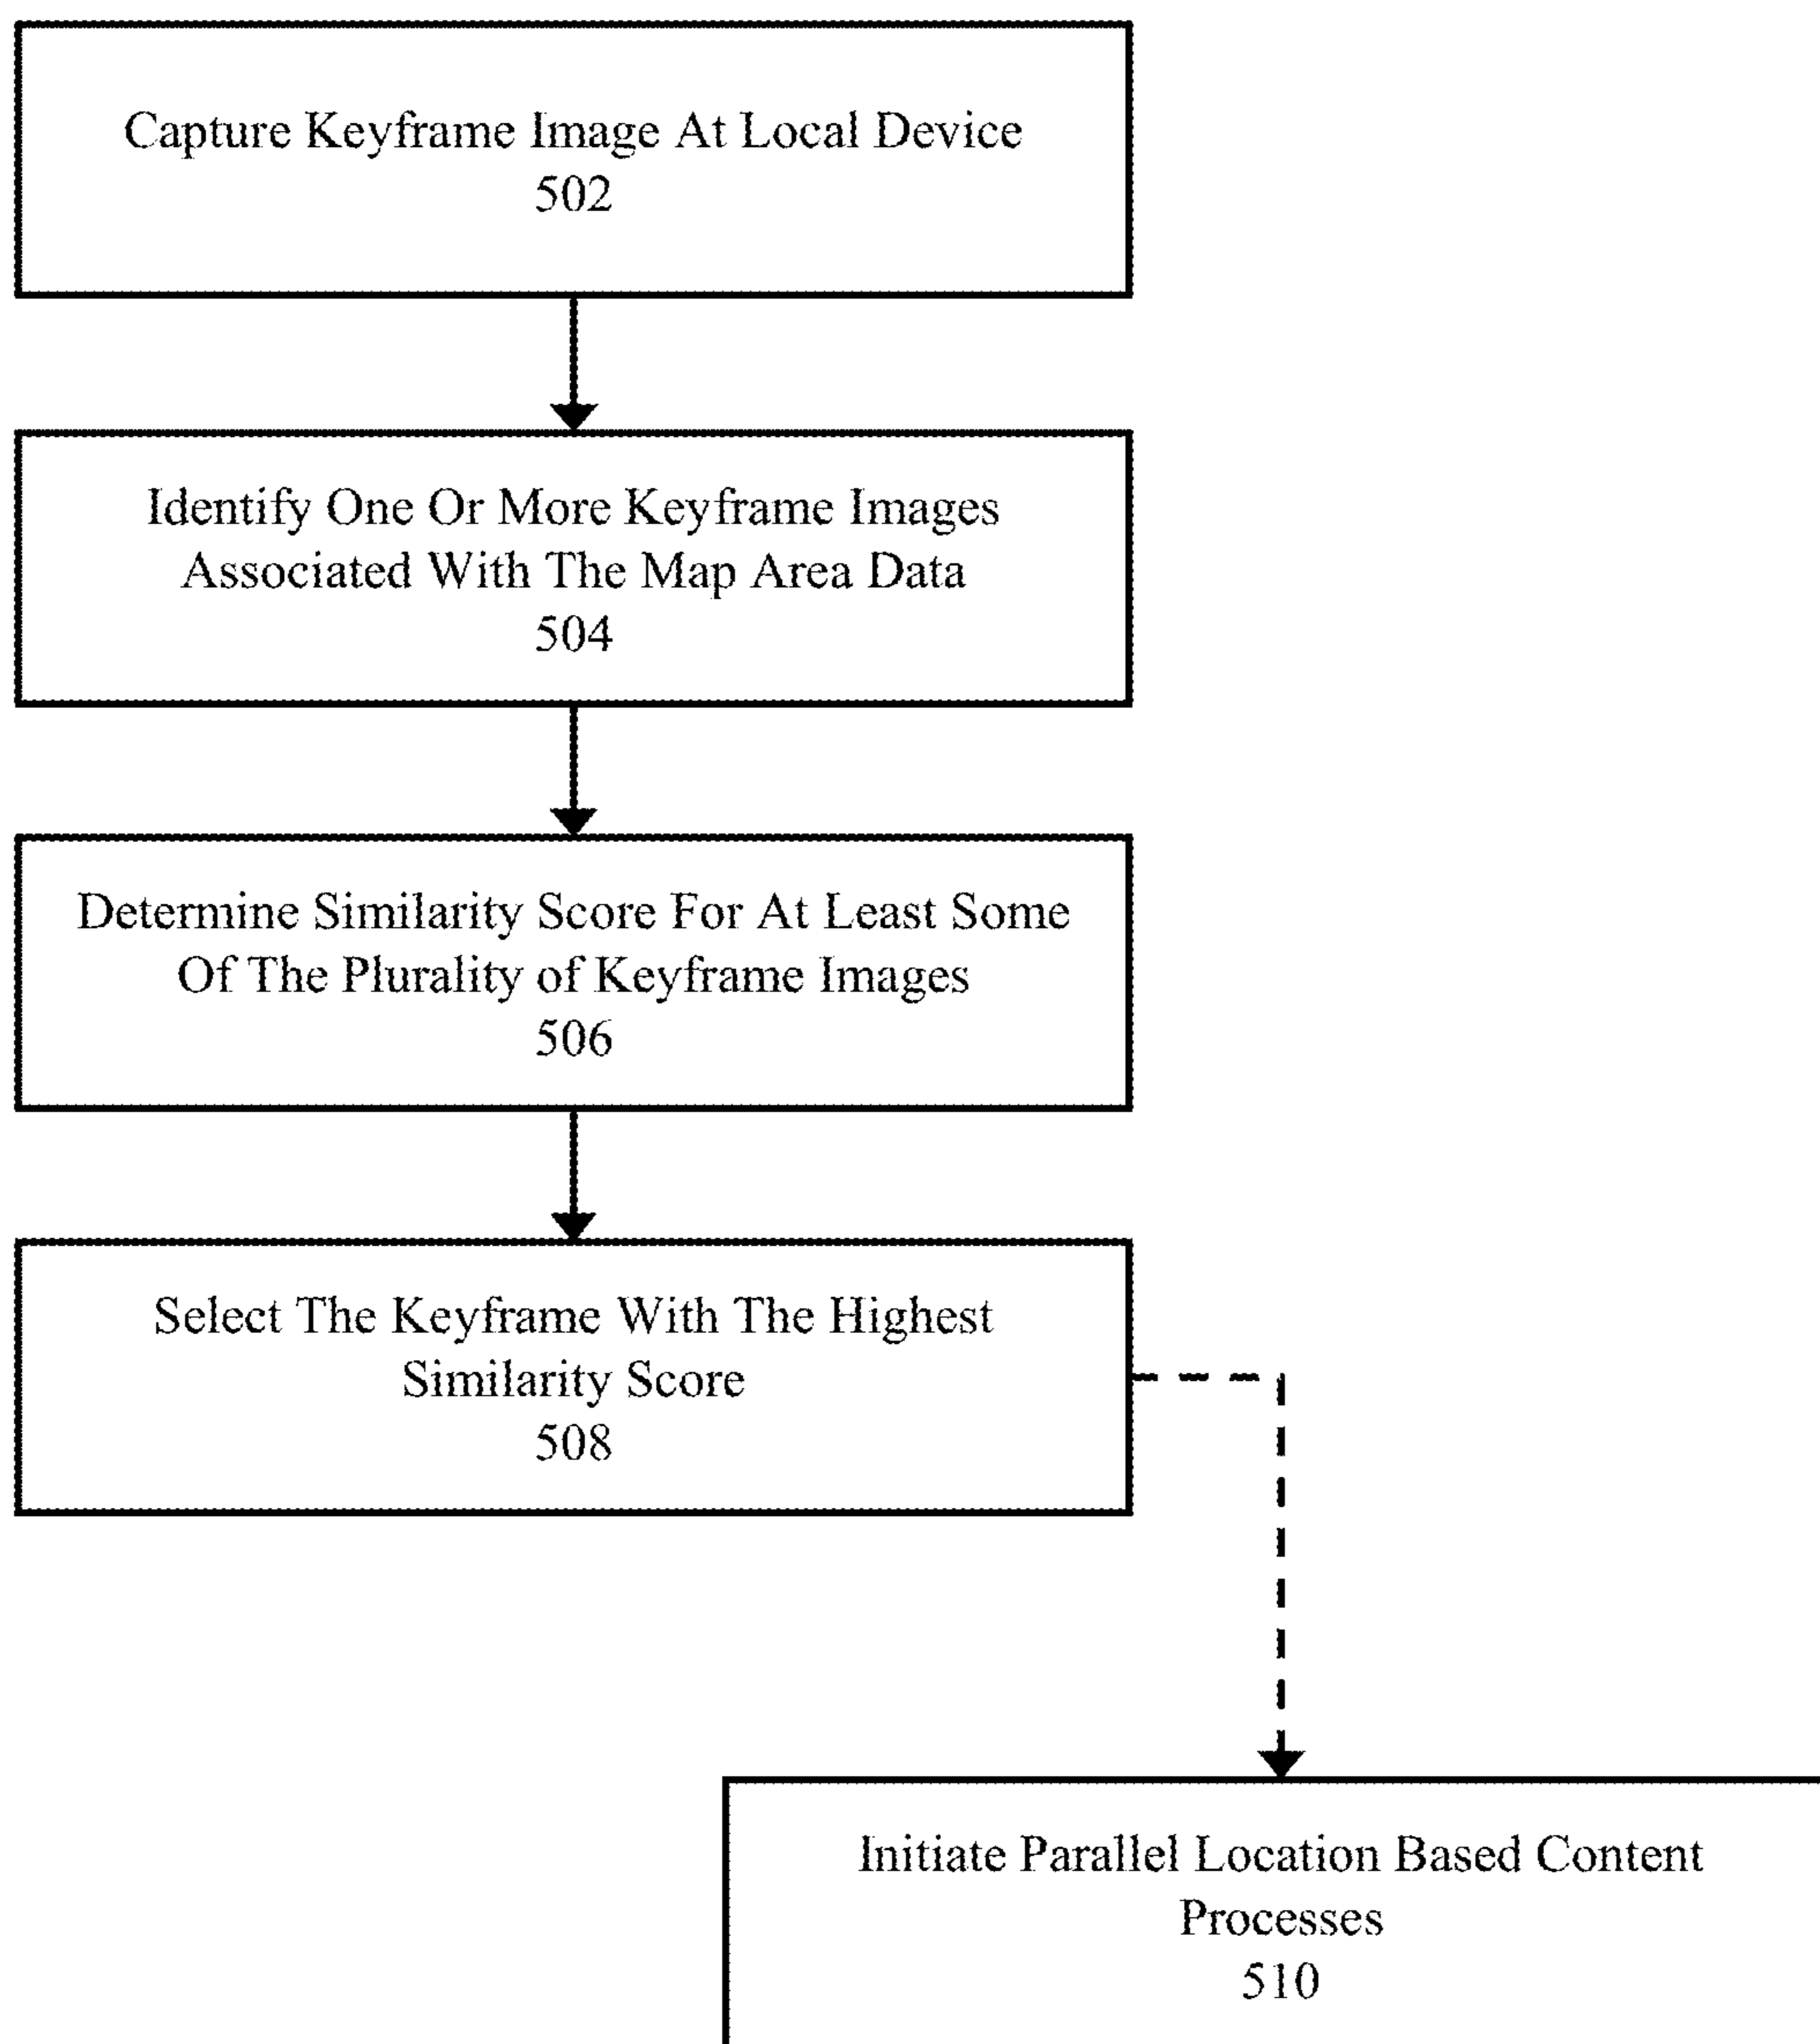 Capture Keyframe Image At Local Device
502
Identify One Or More Keyframe Images
Associated With The Map Area Data
504
Determine Similarity Score For At Least Some
Of The Plurality of Keyframe Images
506
Select The Keyframe With The Highest
Similarity Score
508
Initiate Parallel Location Based Content
Processes
510